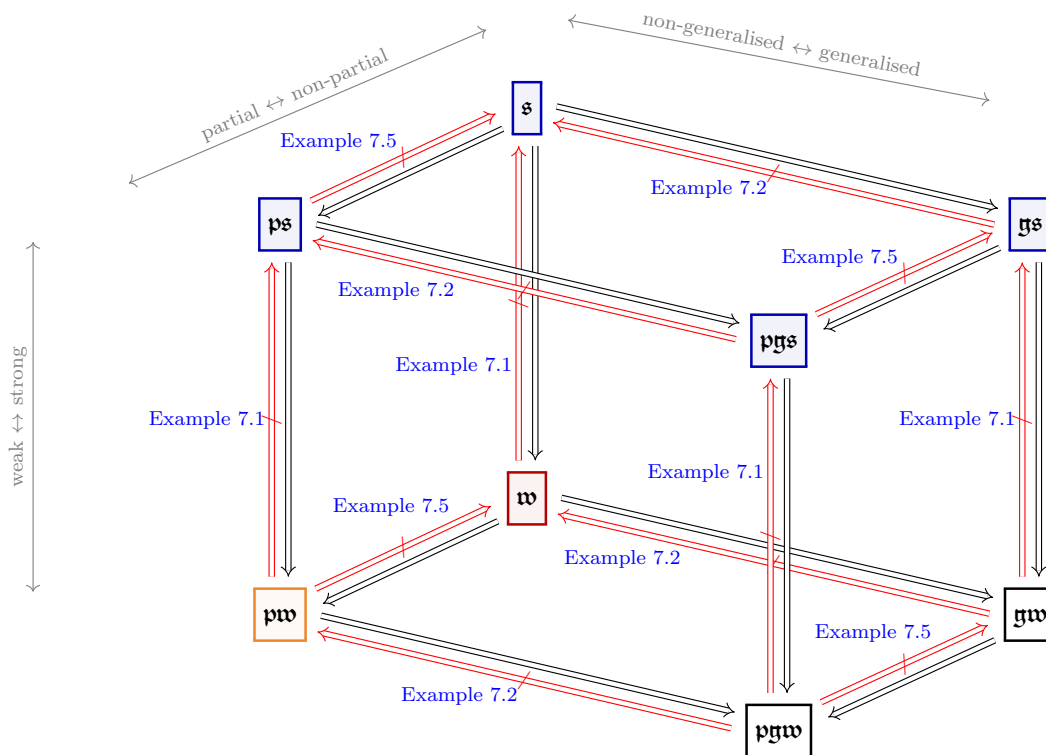 non-generalised ↔ generalised
partial ↔ non-partial
𝔰
Example 7.5
Example 7.2
𝔭𝔰
𝔤𝔰
Example 7.5
Example 7.2
𝔭𝔤𝔰
Example 7.1
Example 7.1
Example 7.1
weak ↔ strong
Example 7.1
𝔴
Example 7.5
Example 7.2
𝔭𝔴
𝔤𝔴
Example 7.5
Example 7.2
𝔭𝔤𝔴